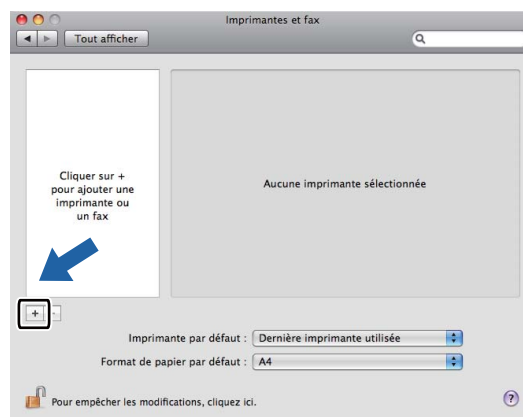 Imprimantes et fax
Tout afficher
Cliquer sur +
pour ajouter une
imprimante ou
un fax
Aucune imprimante sélectionnée
+ -
Imprimante par défaut : Dernière imprimante utilisée
Format de papier par défaut : A4
Pour empêcher les modifications, cliquez ici.
?